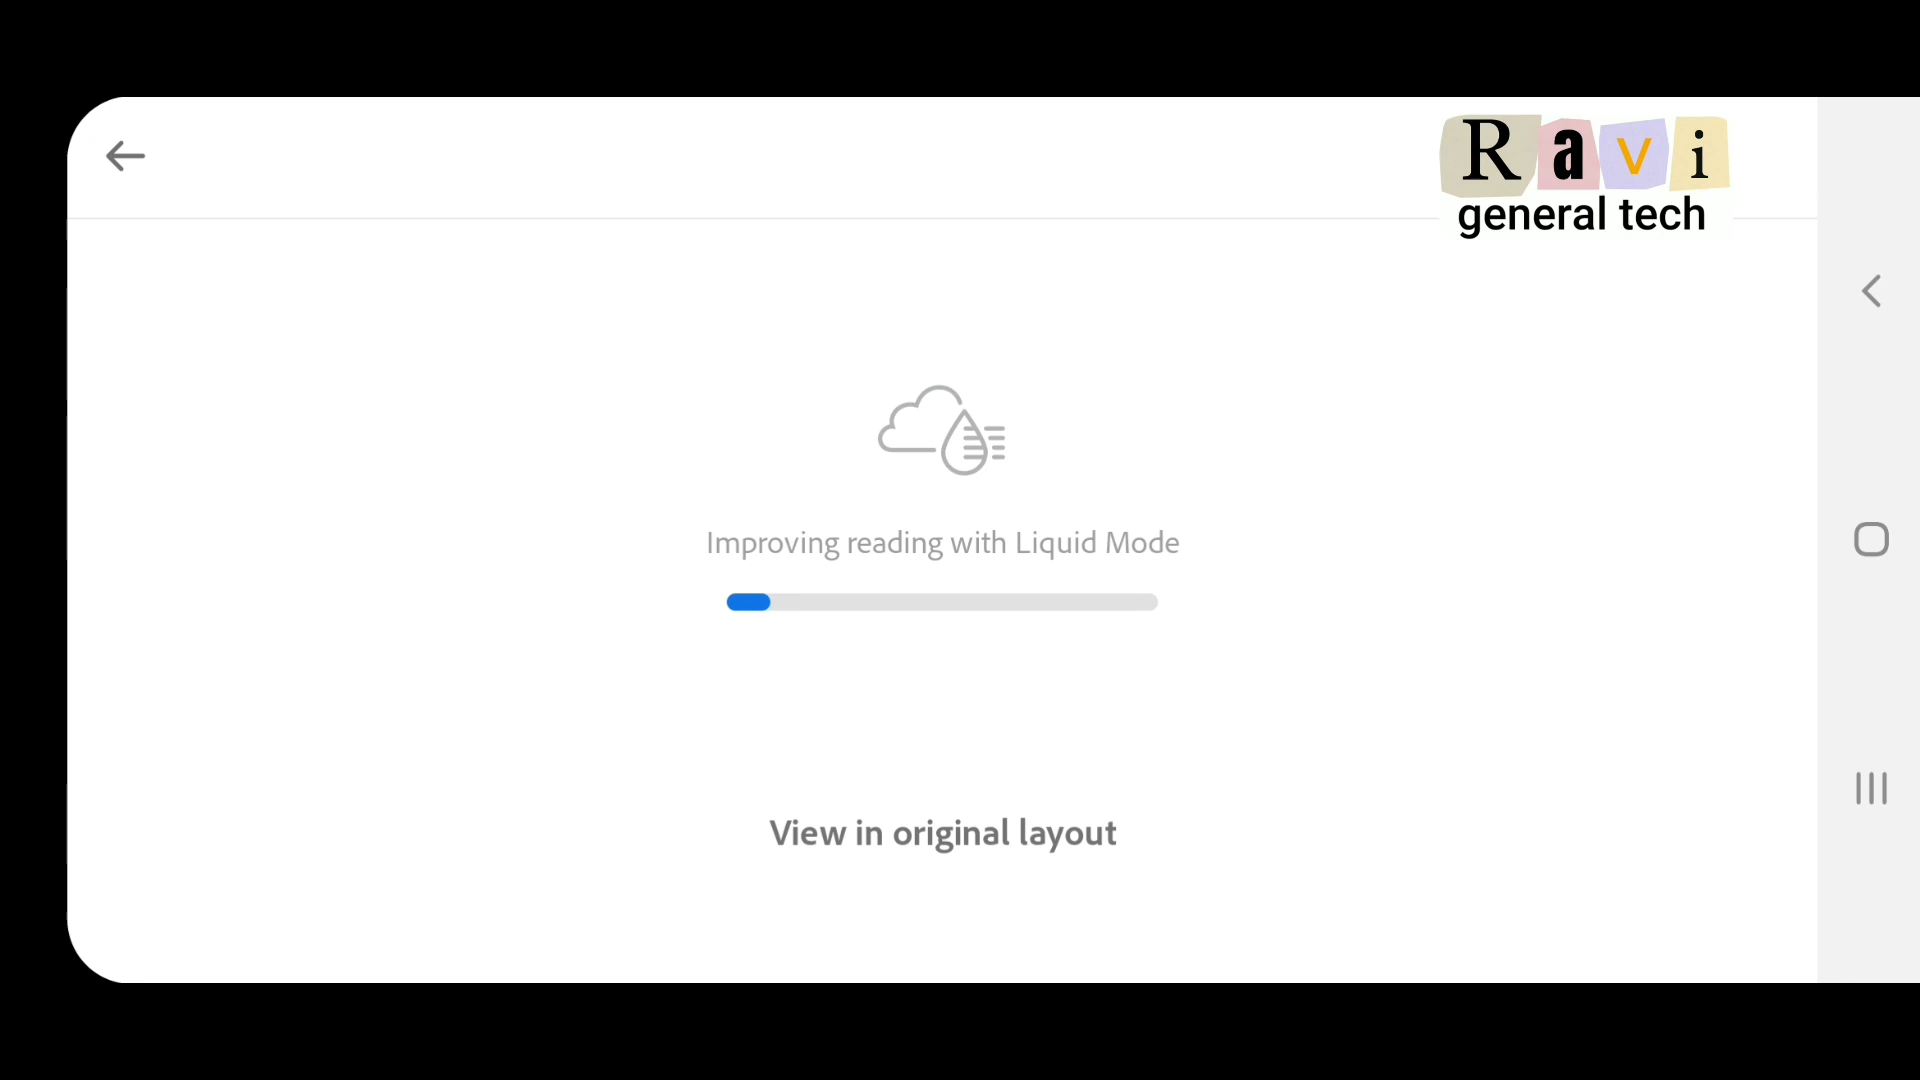 Ravi
general tech
Improving reading with Liquid Mode
View in original layout